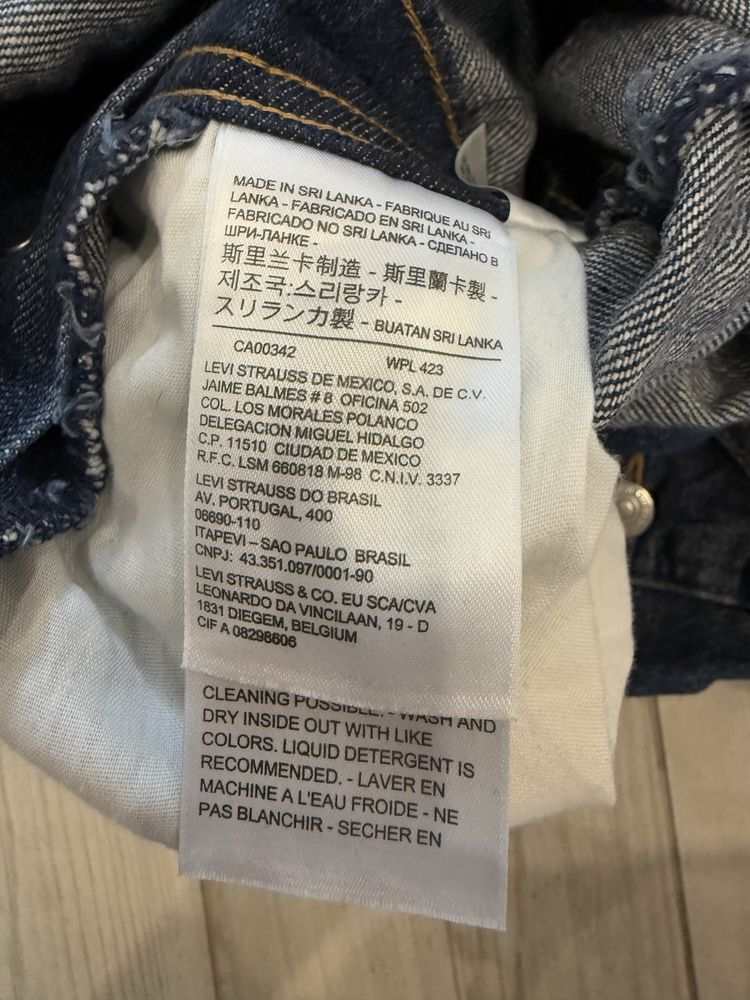 MADE IN SRI LANKA - FABRIQUE AU SRI
LANKA - FABRICADO EN SRI LANKA -
FABRICADO NO SRI LANKA - СДЕЛАНО В
ШРИ-ЛАНКЕ -
斯里兰卡制造 - 斯里蘭卡製 -
제조국:스리랑카 -
スリランカ製 - BUATAN SRI LANKA
CA00342 WPL 423
LEVI STRAUSS DE MEXICO, S.A. DE C.V.
JAIME BALMES # 8 OFICINA 502
COL. LOS MORALES POLANCO
DELEGACION MIGUEL HIDALGO
C.P. 11510 CIUDAD DE MEXICO
R.F.C. LSM 660818 M-98 C.N.I.V. 3337
LEVI STRAUSS DO BRASIL
AV. PORTUGAL, 400
06690-110
ITAPEVI – SAO PAULO BRASIL
CNPJ: 43.351.097/0001-90
LEVI STRAUSS & CO. EU SCA/CVA
LEONARDO DA VINCILAAN, 19 - D
1831 DIEGEM, BELGIUM
CIF A 08298606
CLEANING POSSIBLE. - WASH AND
DRY INSIDE OUT WITH LIKE
COLORS. LIQUID DETERGENT IS
RECOMMENDED. - LAVER EN
MACHINE A L'EAU FROIDE - NE
PAS BLANCHIR - SECHER EN